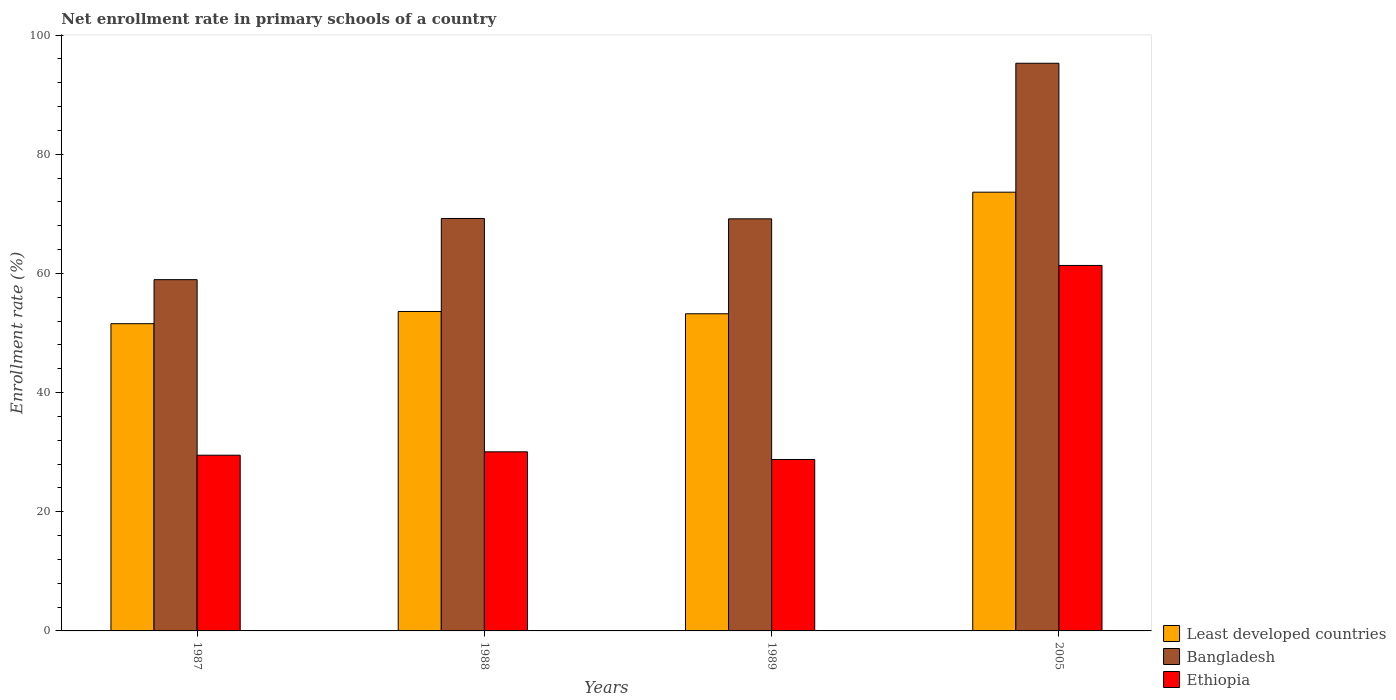 Net enrollment rate in primary schools of a country
Enrollment rate (%)
100
80
60
40
20
0
1987
1988
1989
2005
Years
Least developed countries
Bangladesh
Ethiopia